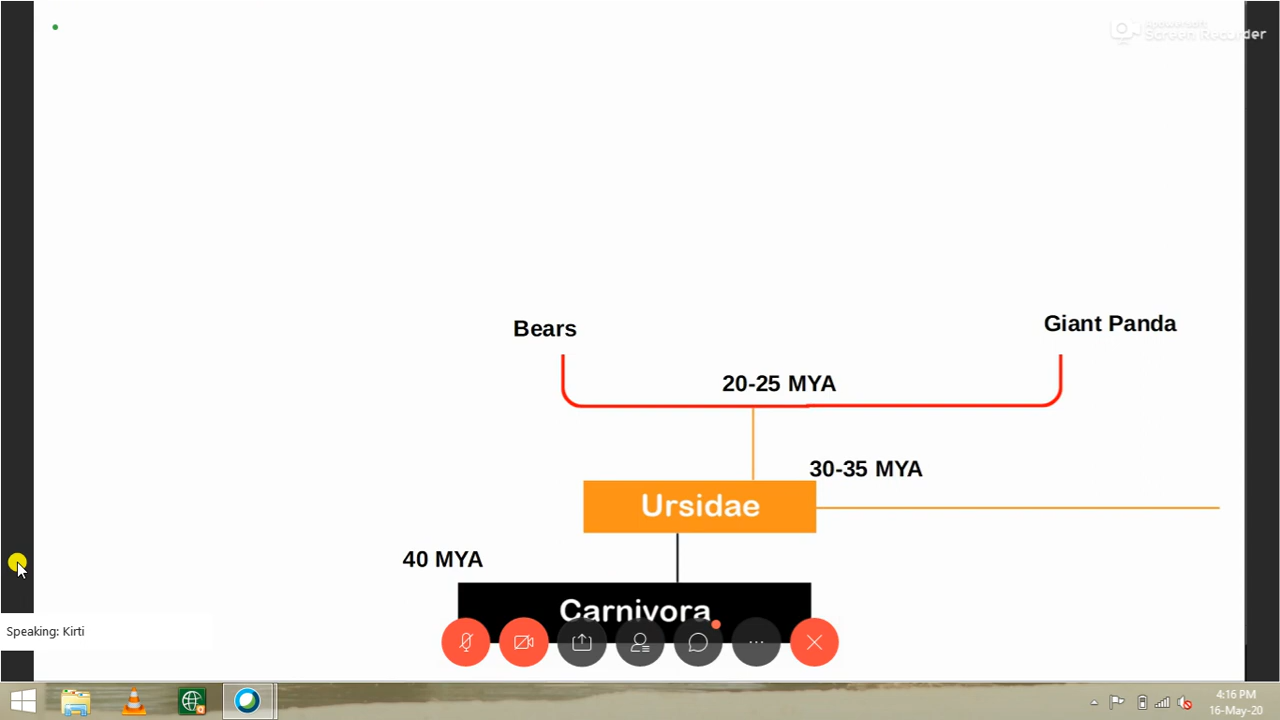 Apowersoft
Screen Recorder
Bears
Giant Panda
20-25 MYA
30-35 MYA
Ursidae
40 MYA
Carnivora
Speaking: Kirti
4:16 PM
16-May-20